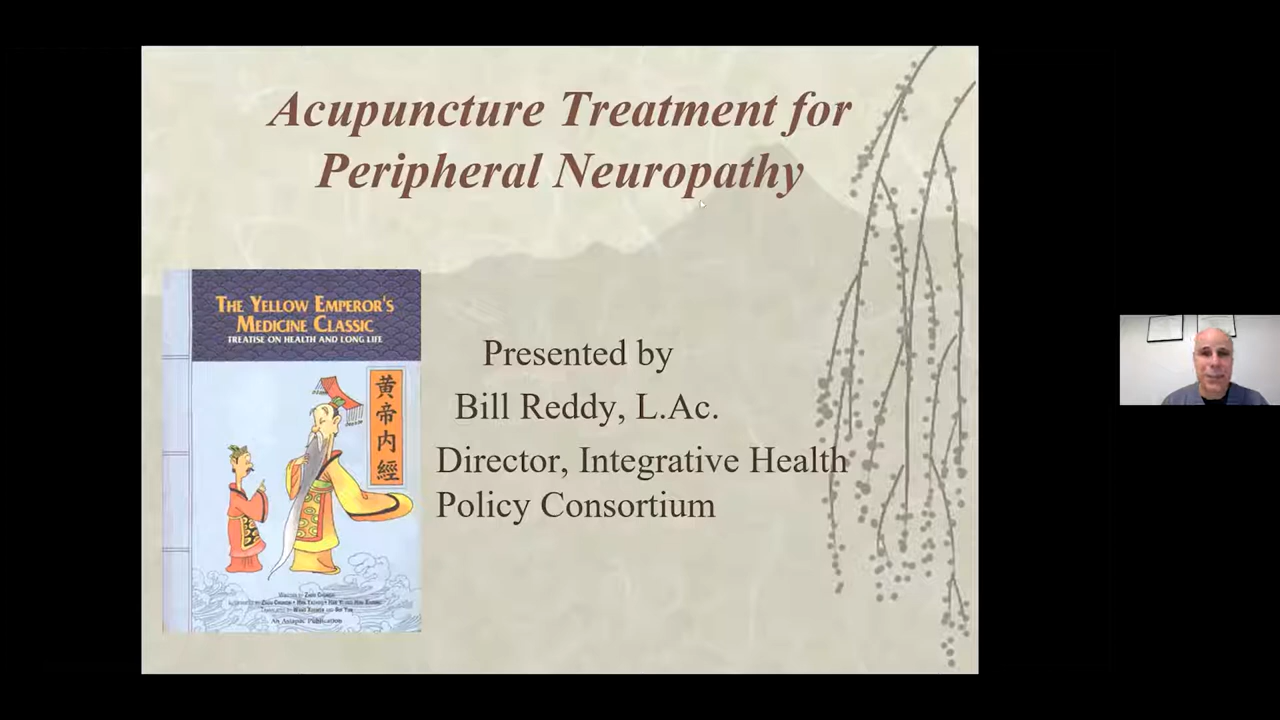 Acupuncture Treatment for
Peripheral Neuropathy
THE YELLOW EMPEROR'S
MEDICINE CLASSIC
TREATISE ON HEALTH AND LONG LIFE
黄帝内經
Presented by
Bill Reddy, L.Ac.
Director, Integrative Health
Policy Consortium
An Asiapac Publication